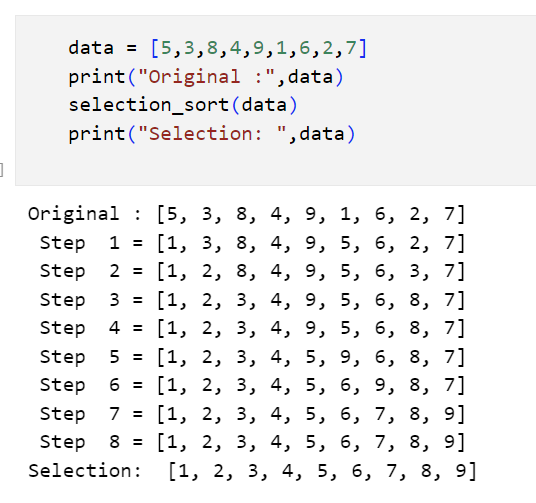 data = [5,3,8,4,9,1,6,2,7]
print("Original :",data)
selection_sort(data)
print("Selection: ",data)
]
Original : [5, 3, 8, 4, 9, 1, 6, 2, 7]
Step  1 = [1, 3, 8, 4, 9, 5, 6, 2, 7]
Step  2 = [1, 2, 8, 4, 9, 5, 6, 3, 7]
Step  3 = [1, 2, 3, 4, 9, 5, 6, 8, 7]
Step  4 = [1, 2, 3, 4, 9, 5, 6, 8, 7]
Step  5 = [1, 2, 3, 4, 5, 9, 6, 8, 7]
Step  6 = [1, 2, 3, 4, 5, 6, 9, 8, 7]
Step  7 = [1, 2, 3, 4, 5, 6, 7, 8, 9]
Step  8 = [1, 2, 3, 4, 5, 6, 7, 8, 9]
Selection:  [1, 2, 3, 4, 5, 6, 7, 8, 9]